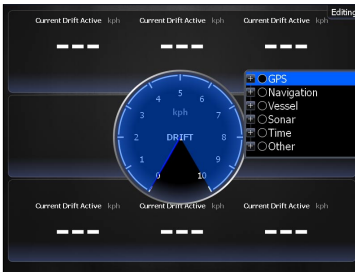 Editing
Current Drift Active kph Current Drift Active kph Current Drift Active kph
--- --- ---
GPS
Navigation
Vessel
Sonar
Time
Other
0 1 2 3 4 5 6 7 8 9 10
kph
DRIFT
Current Drift Active kph Current Drift Active kph Current Drift Active kph
--- --- ---